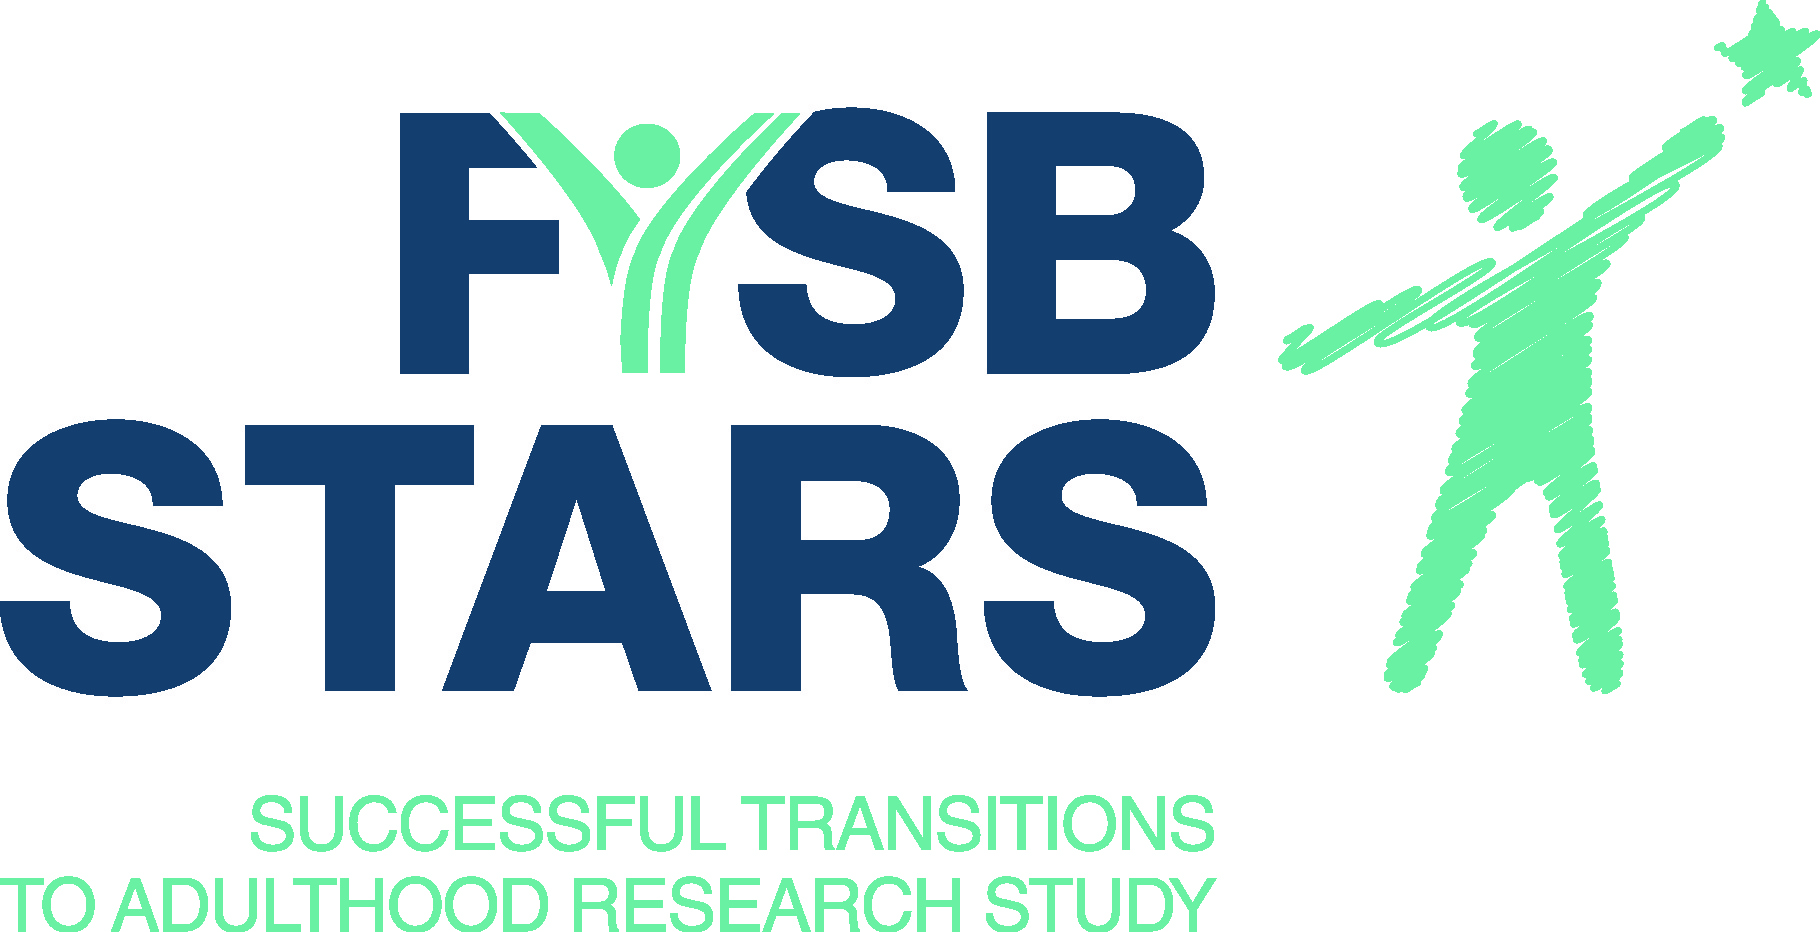 FYSB
STARS
SUCCESSFUL TRANSITIONS
TO ADULTHOOD RESEARCH STUDY